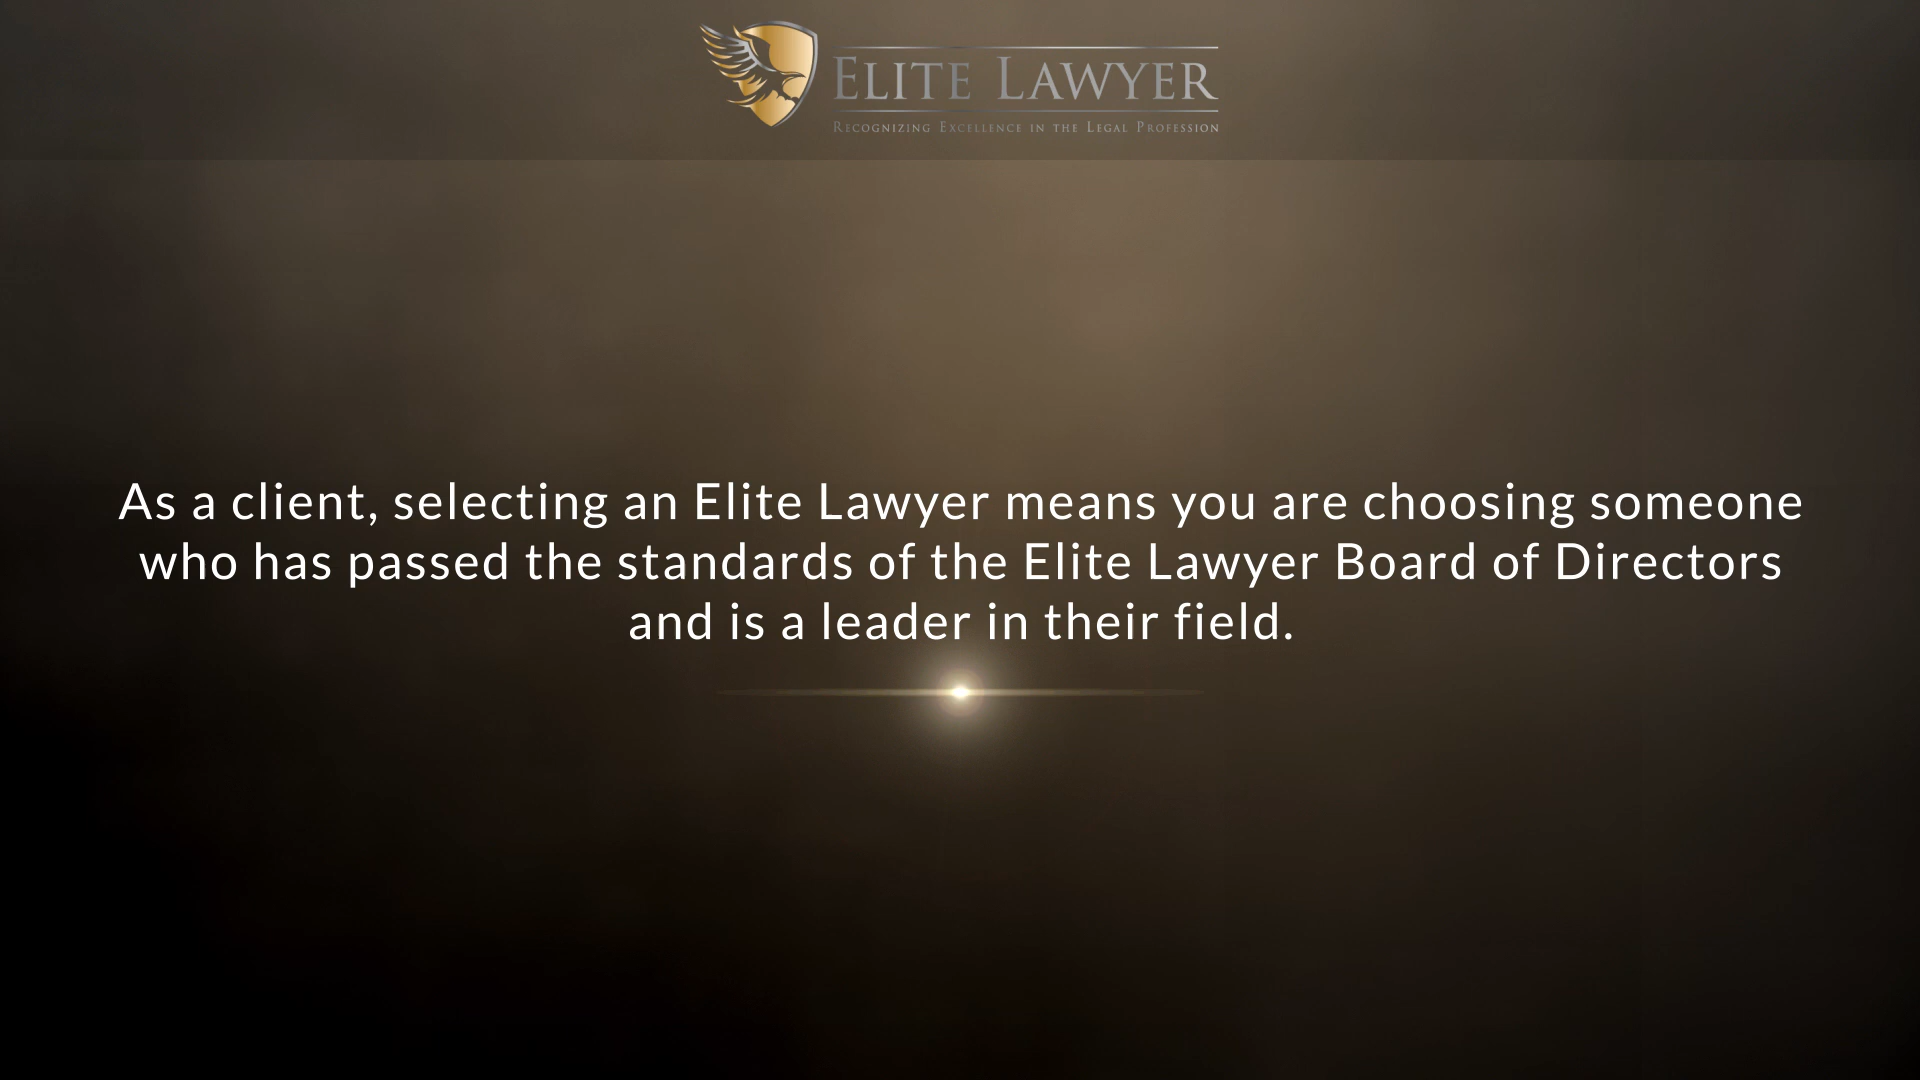 ELITE LAWYER
RECOGNIZING EXCELLENCE IN THE LEGAL PROFESSION
As a client, selecting an Elite Lawyer means you are choosing someone
who has passed the standards of the Elite Lawyer Board of Directors
and is a leader in their field.